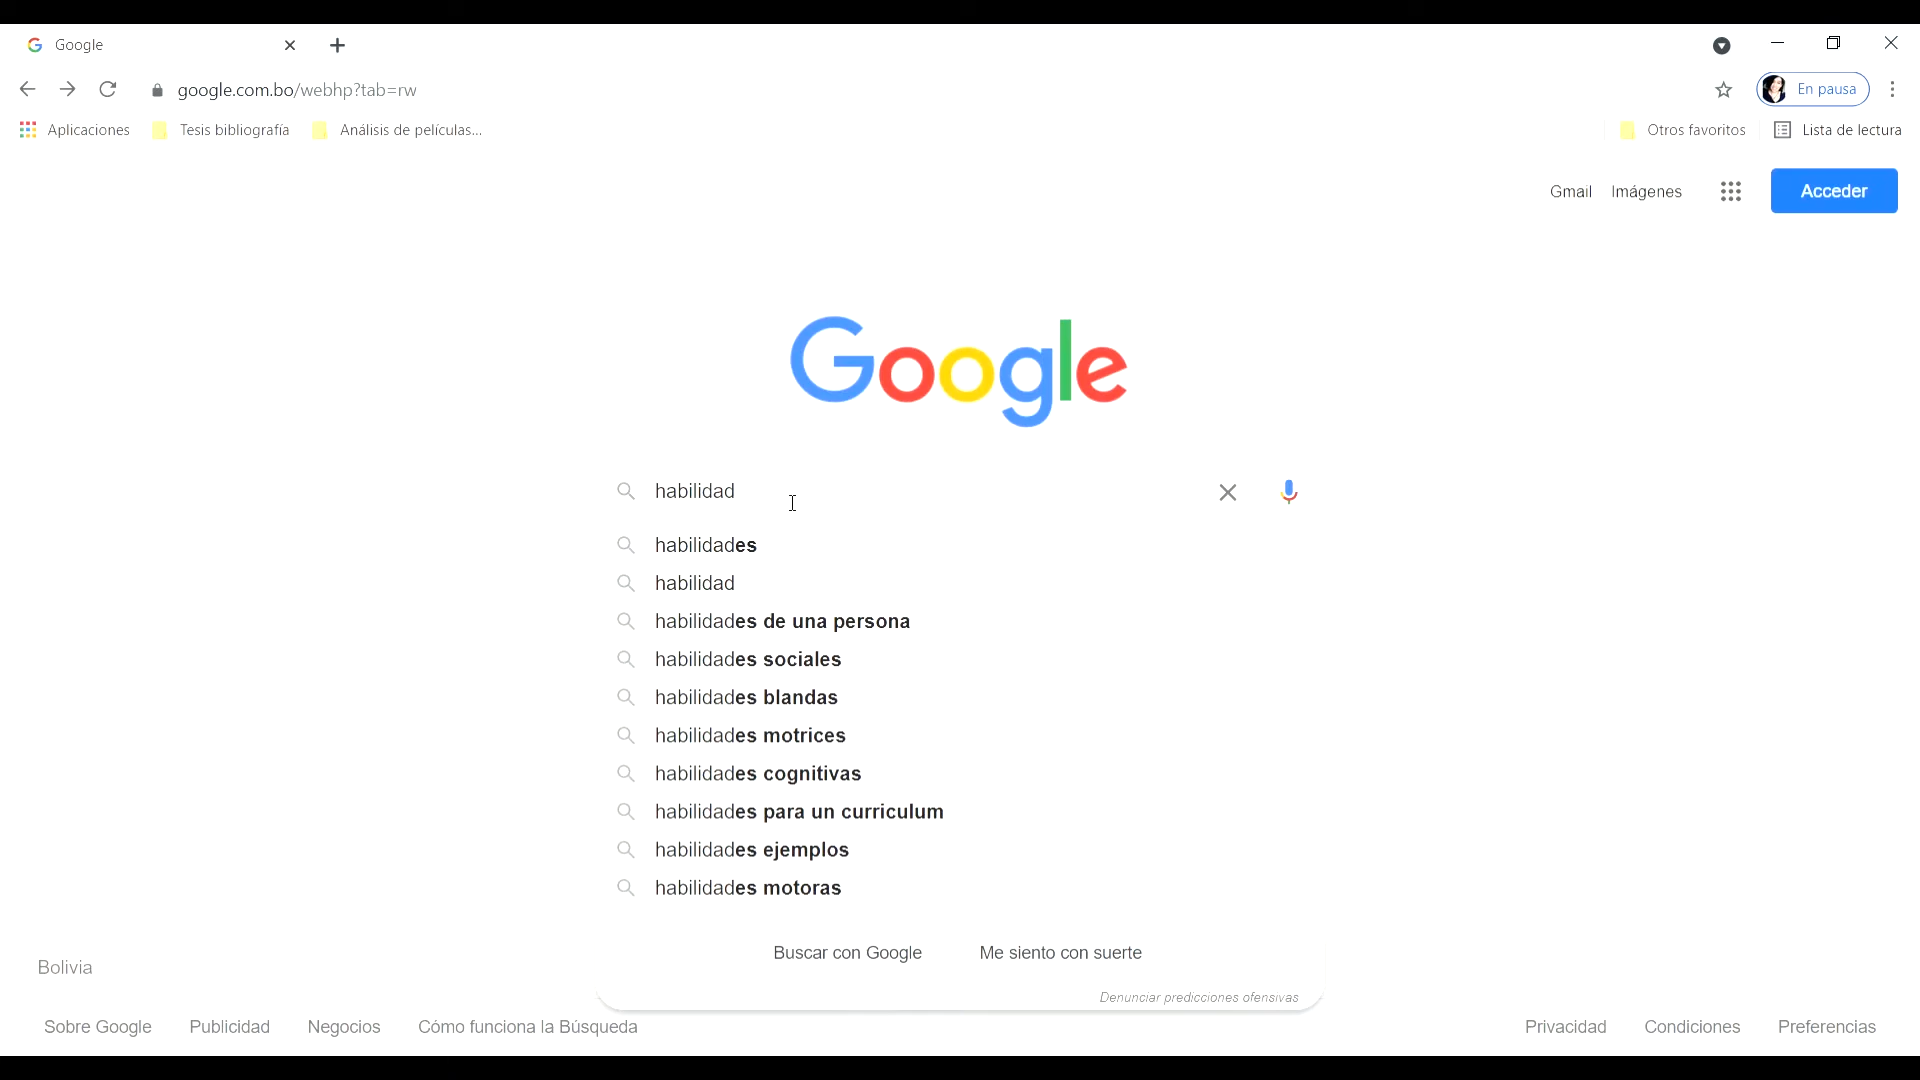 Google
google.com.bo/webhp?tab=rw
En pausa
Aplicaciones Tesis bibliografía Análisis de películas... Otros favoritos Lista de lectura
Gmail Imágenes Acceder
Google
habilidad
habilidades
habilidad
habilidades de una persona
habilidades sociales
habilidades blandas
habilidades motrices
habilidades cognitivas
habilidades para un curriculum
habilidades ejemplos
habilidades motoras
Buscar con Google Me siento con suerte
Bolivia
Denunciar predicciones ofensivas
Sobre Google Publicidad Negocios Cómo funciona la Búsqueda Privacidad Condiciones Preferencias